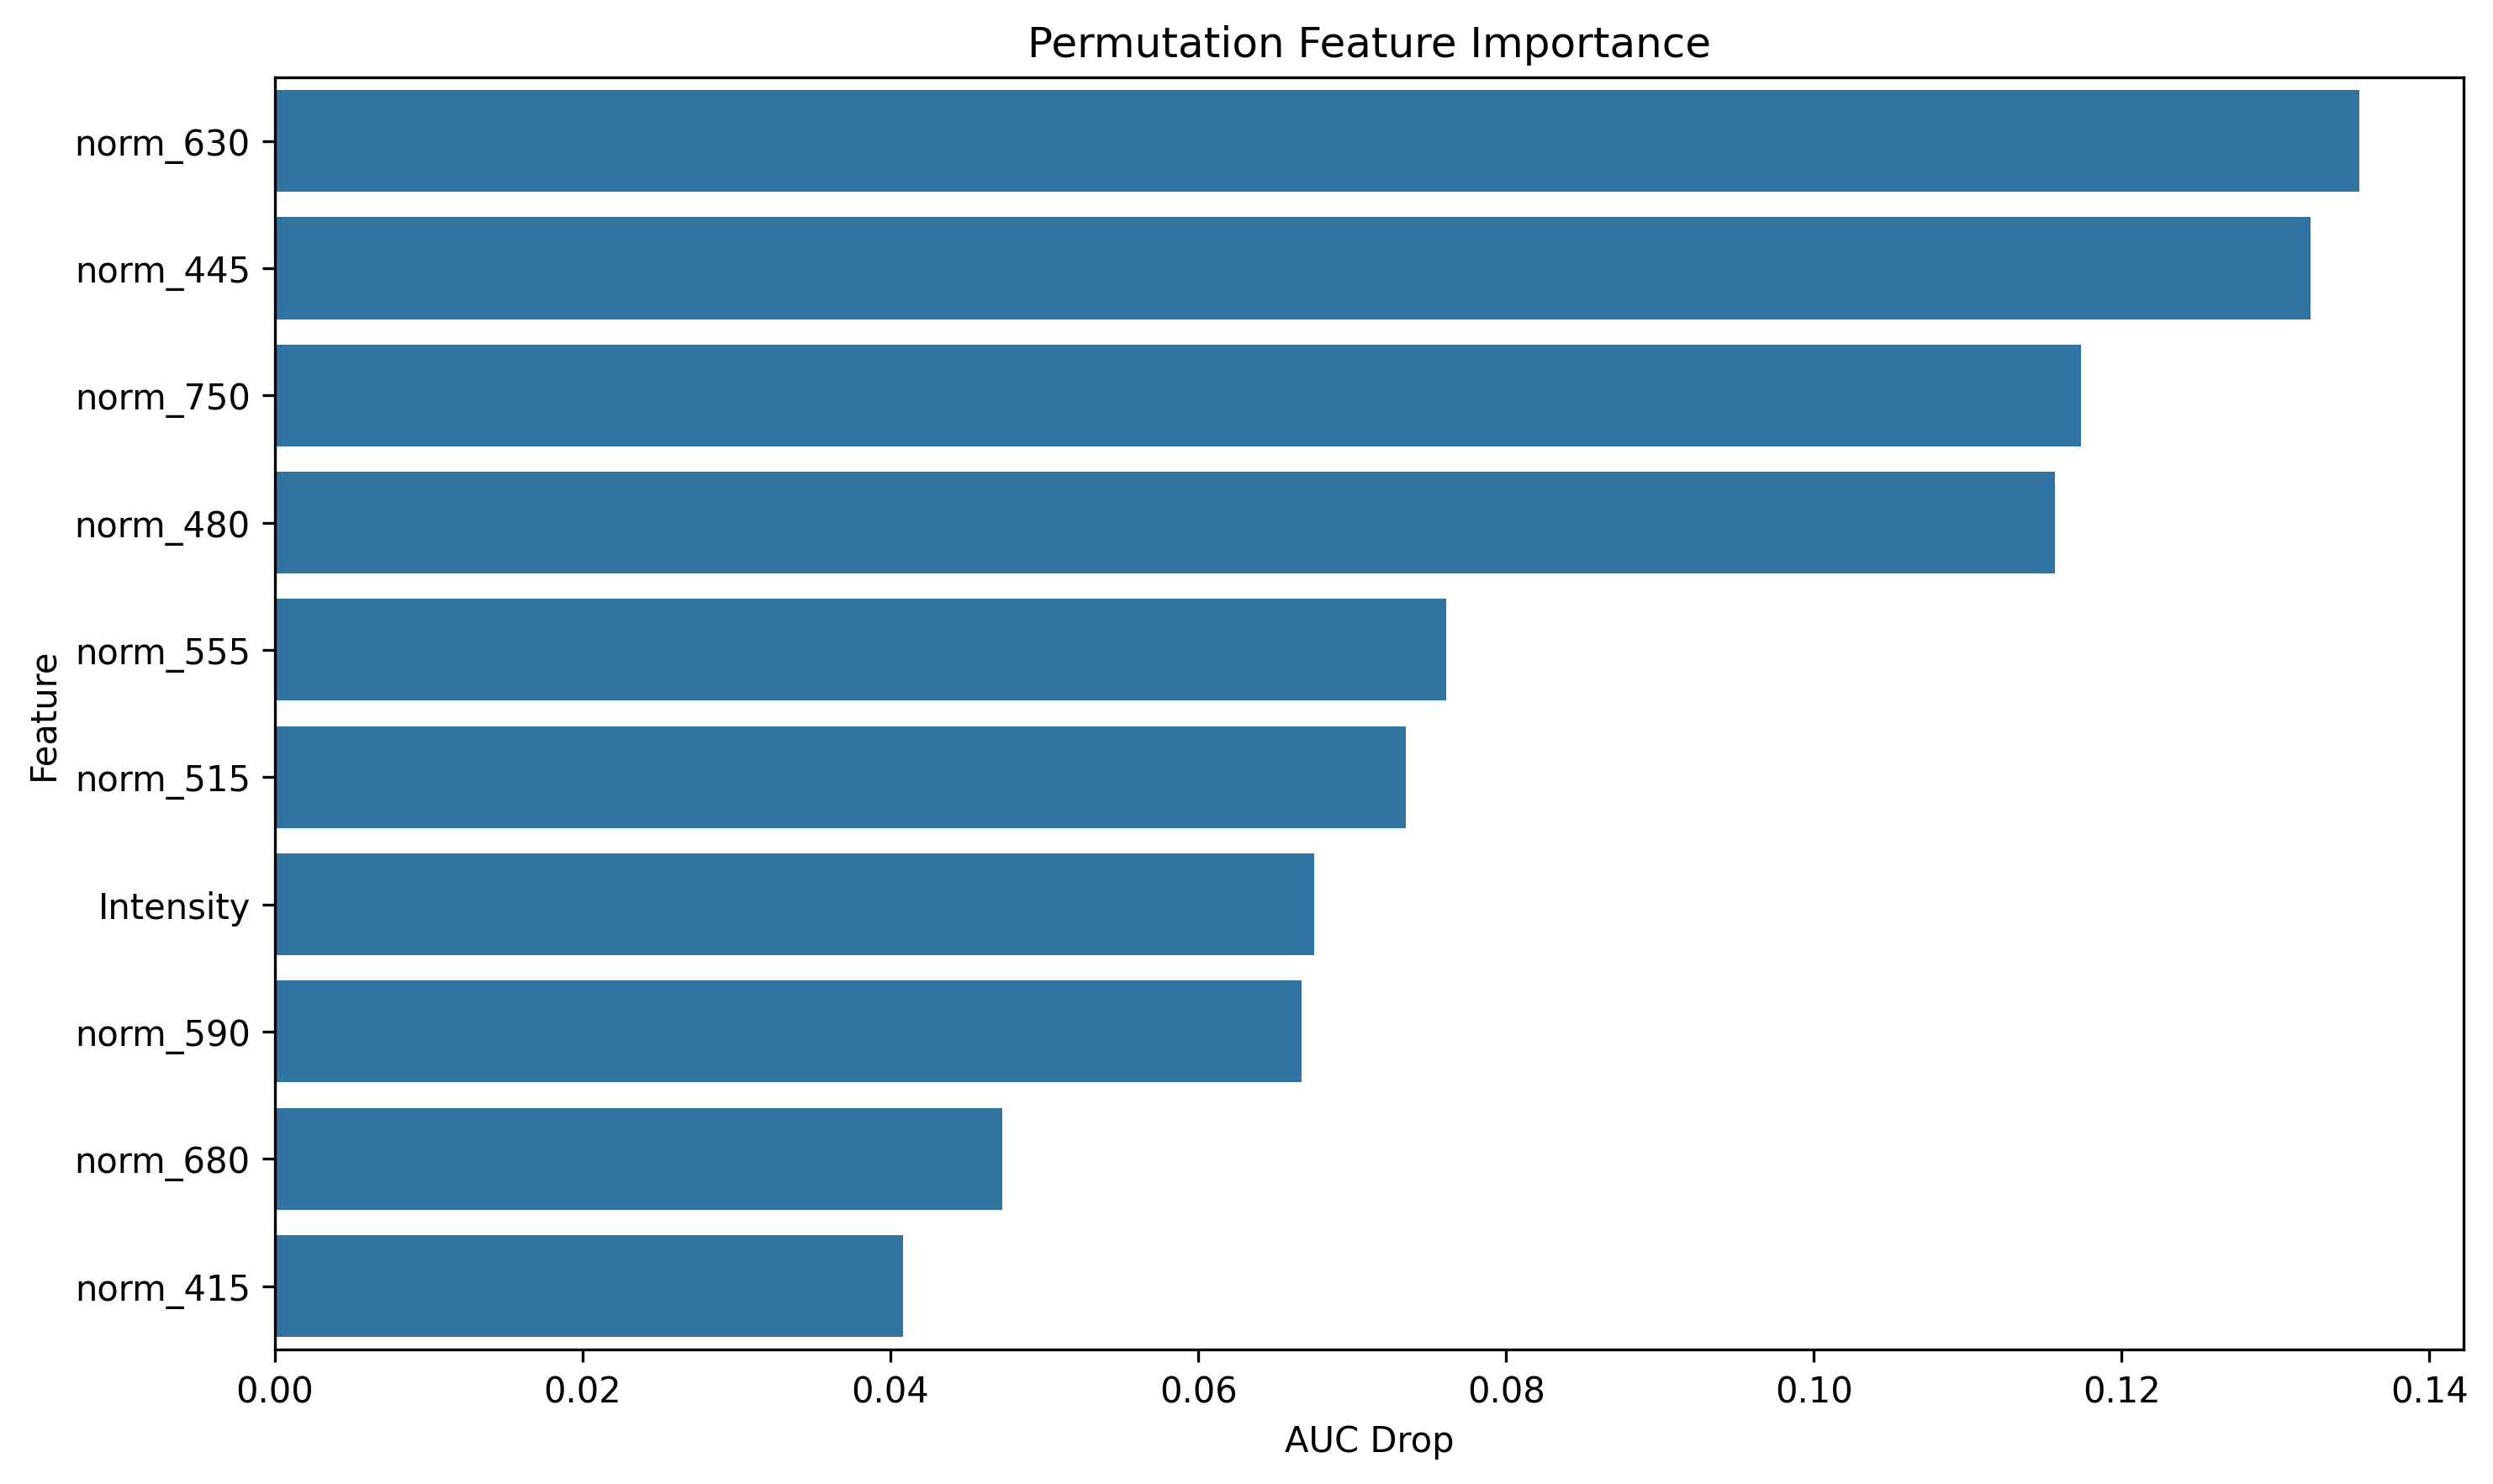 Permutation Feature Importance
norm_630
norm_445
norm_750
norm_480
norm_555
norm_515
Intensity
norm_590
norm_680
norm_415
Feature
0.00 0.02 0.04 0.06 0.08 0.10 0.12 0.14
AUC Drop